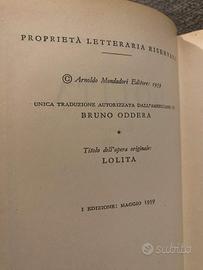 PROPRIETÀ LETTERARIA RISERVATA
© Arnoldo Mondadori Editore: 1959
UNICA TRADUZIONE AUTORIZZATA DALL'AMERICANO DI
BRUNO ODDERA
*
Titolo dell'opera originale:
LOLITA
I EDIZIONE: MAGGIO 1959
subito